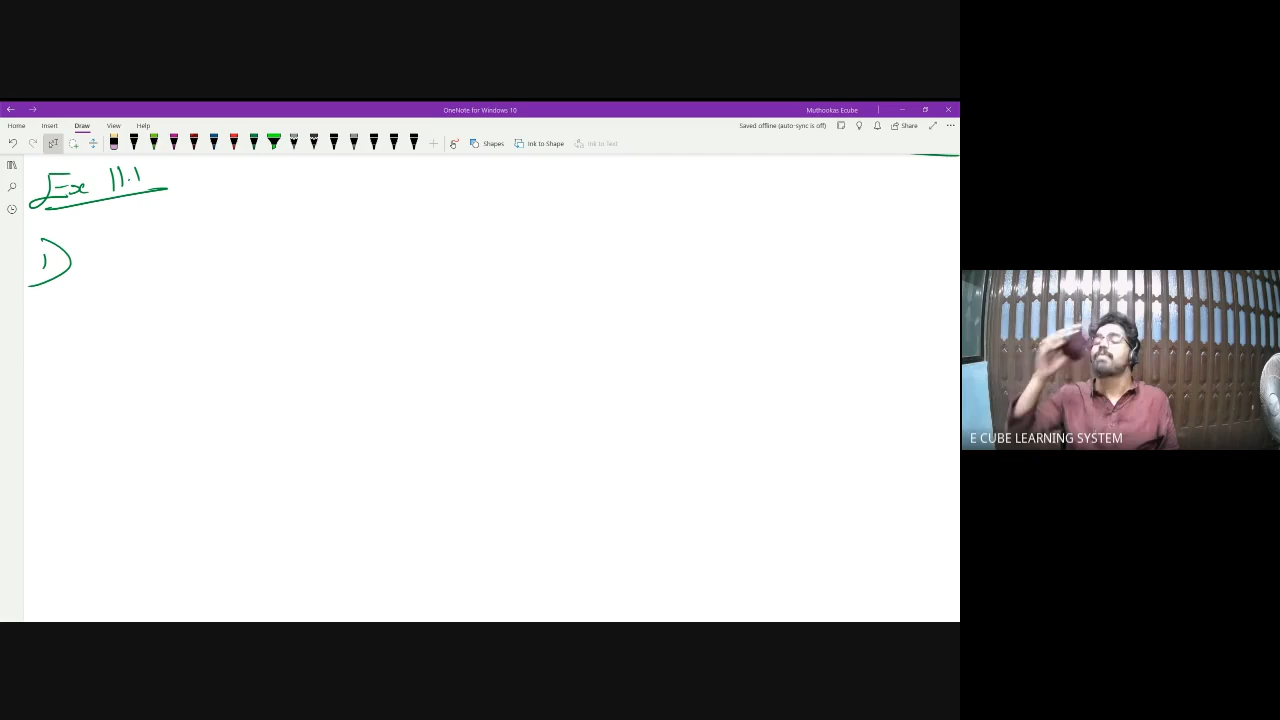 OneNote for Windows 10
Muthookas Ecube
Home Insert Draw View Help
Saved offline (auto-sync is off)
Share
Shapes
Ink to Shape
Ink to Text
Ex 11.1
1)
E CUBE LEARNING SYSTEM